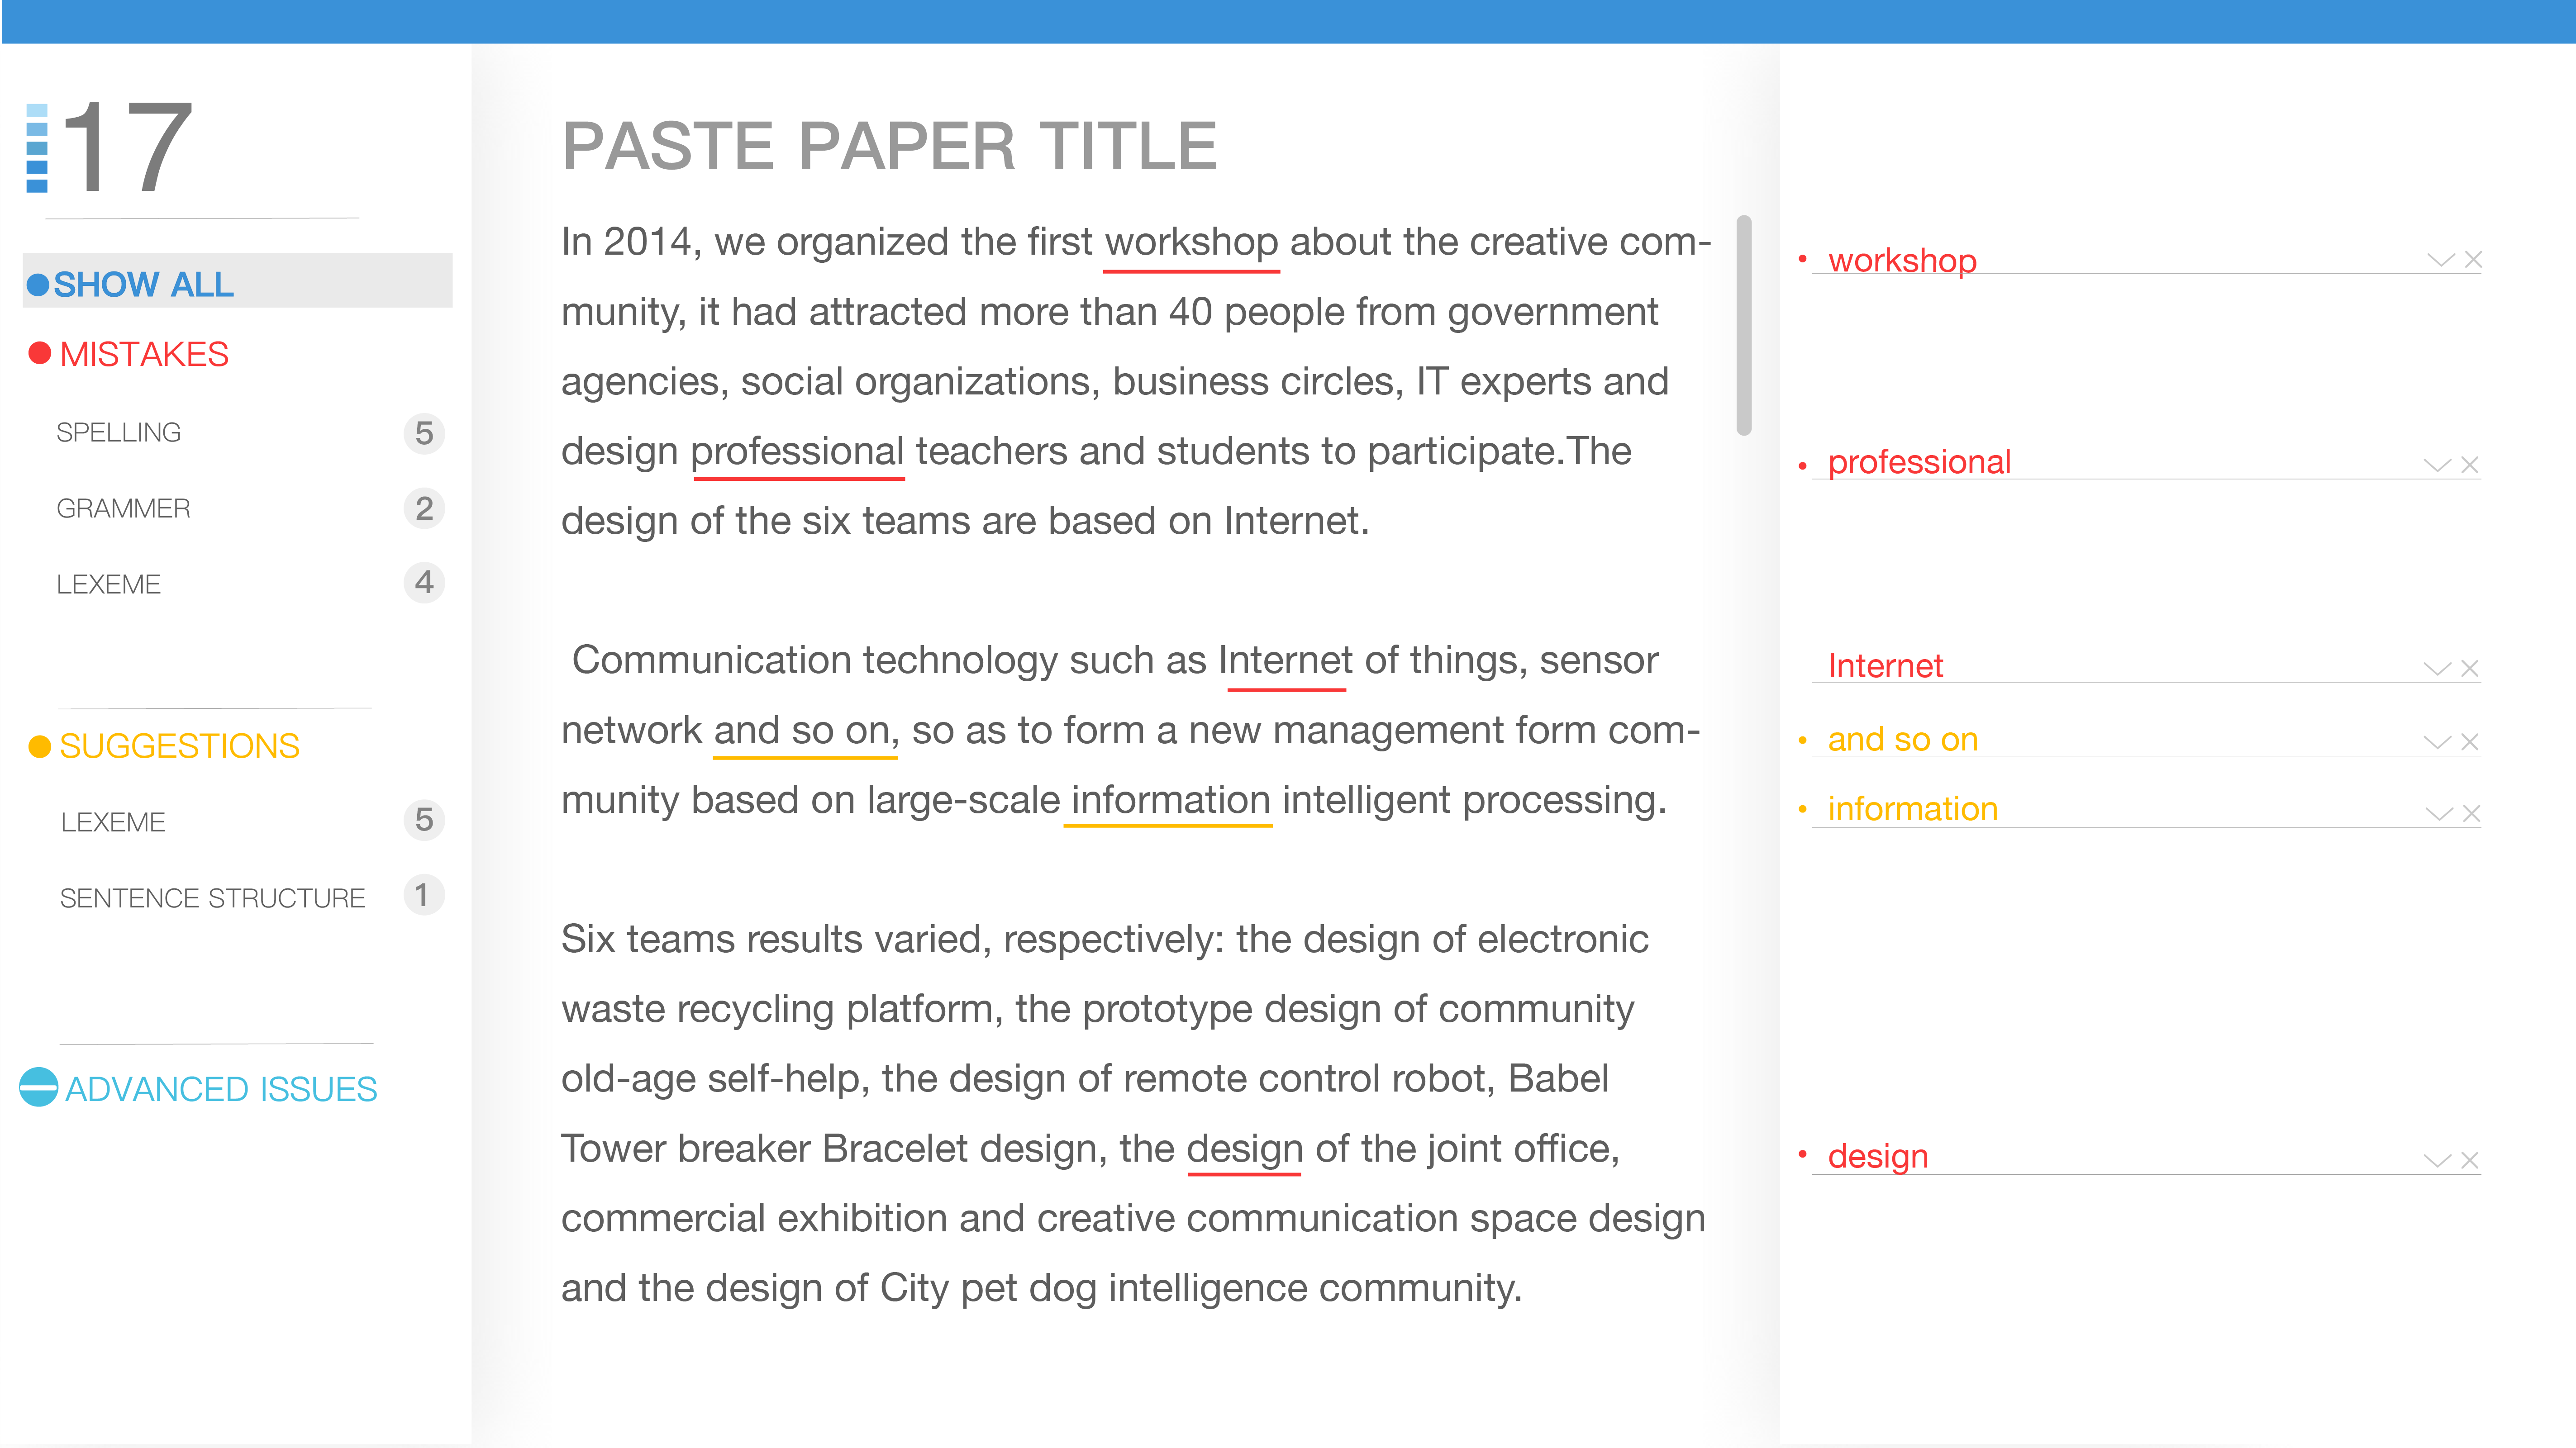 17
SHOW ALL
MISTAKES
SPELLING 5
GRAMMER 2
LEXEME 4
SUGGESTIONS
LEXEME 5
SENTENCE STRUCTURE 1
ADVANCED ISSUES
PASTE PAPER TITLE
In 2014, we organized the first workshop about the creative com-
munity, it had attracted more than 40 people from government
agencies, social organizations, business circles, IT experts and
design professional teachers and students to participate.The
design of the six teams are based on Internet.
Communication technology such as Internet of things, sensor
network and so on, so as to form a new management form com-
munity based on large-scale information intelligent processing.
Six teams results varied, respectively: the design of electronic
waste recycling platform, the prototype design of community
old-age self-help, the design of remote control robot, Babel
Tower breaker Bracelet design, the design of the joint office,
commercial exhibition and creative communication space design
and the design of City pet dog intelligence community.
workshop
professional
Internet
and so on
information
design